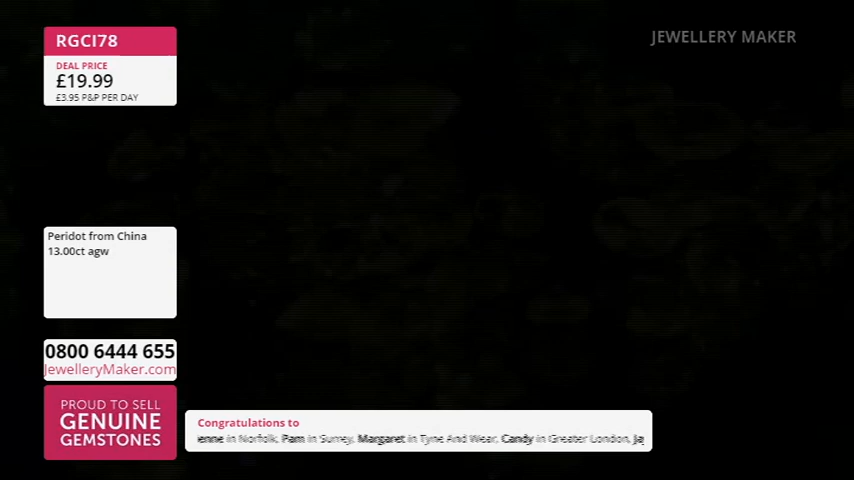 RGCI78
DEAL PRICE
£19.99
£3.95 P&P PER DAY
JEWELLERY MAKER
Peridot from China
13.00ct agw
0800 6444 655
JewelleryMaker.com
PROUD TO SELL
GENUINE
GEMSTONES
Congratulations to
in Norfolk, Pam in Surrey, Margaret in Tyne And Wear, Candy in Greater London,